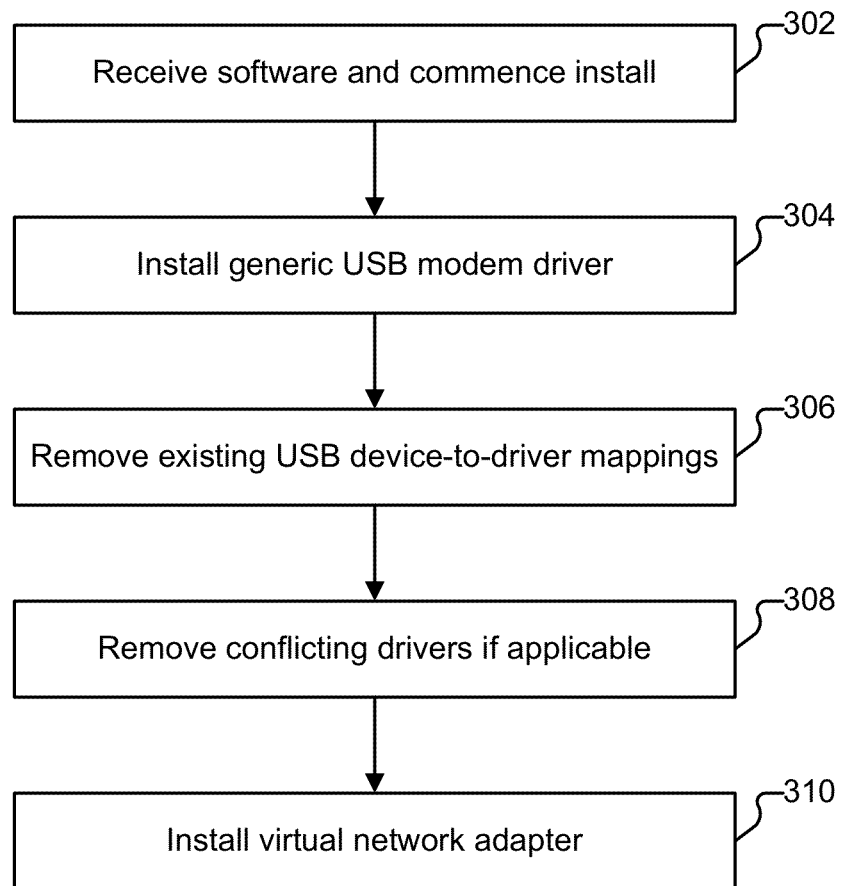 302
Receive software and commence install
304
Install generic USB modem driver
306
Remove existing USB device-to-driver mappings
308
Remove conflicting drivers if applicable
310
Install virtual network adapter